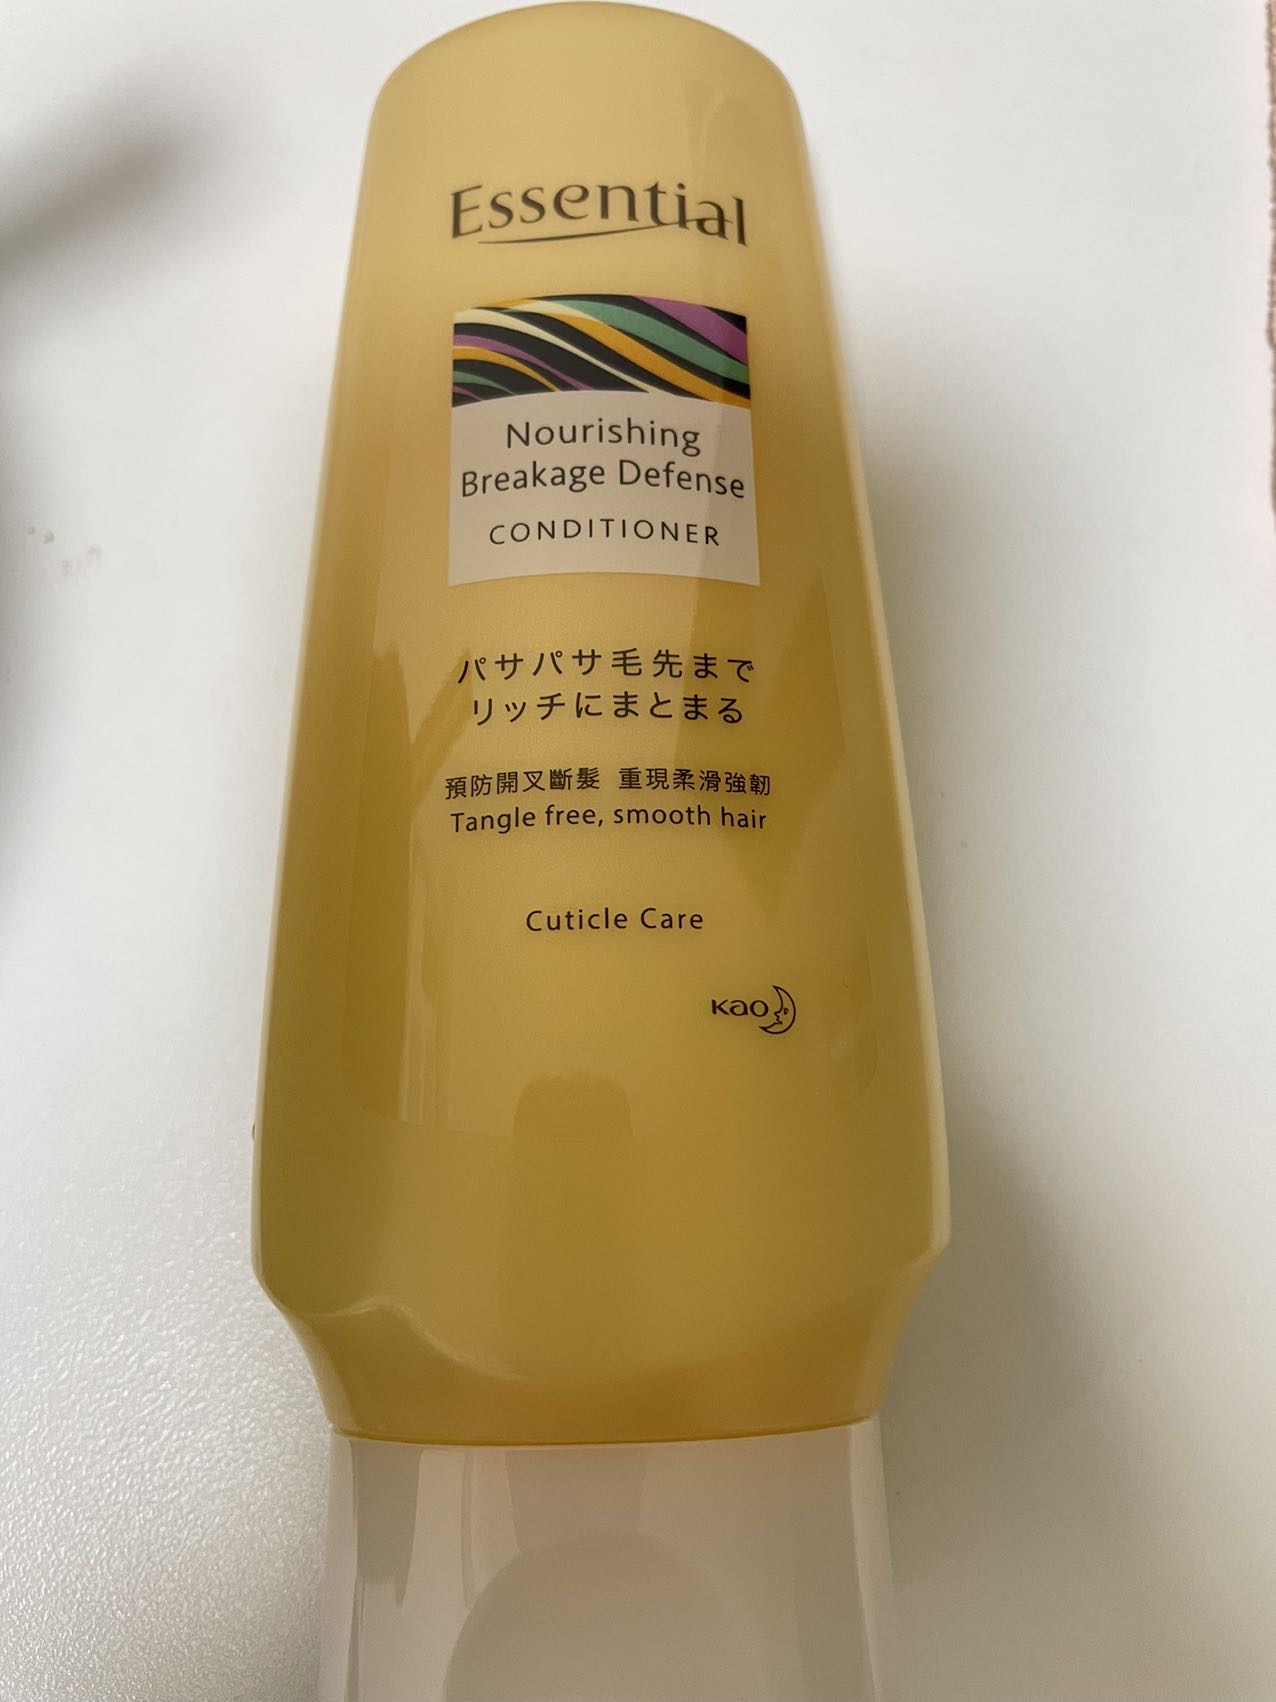 Essential
Nourishing
Breakage Defense
CONDITIONER
パサパサ毛先まで
リッチにまとまる
預防開叉斷髮 重現柔滑強韌
Tangle free, smooth hair
Cuticle Care
Kao